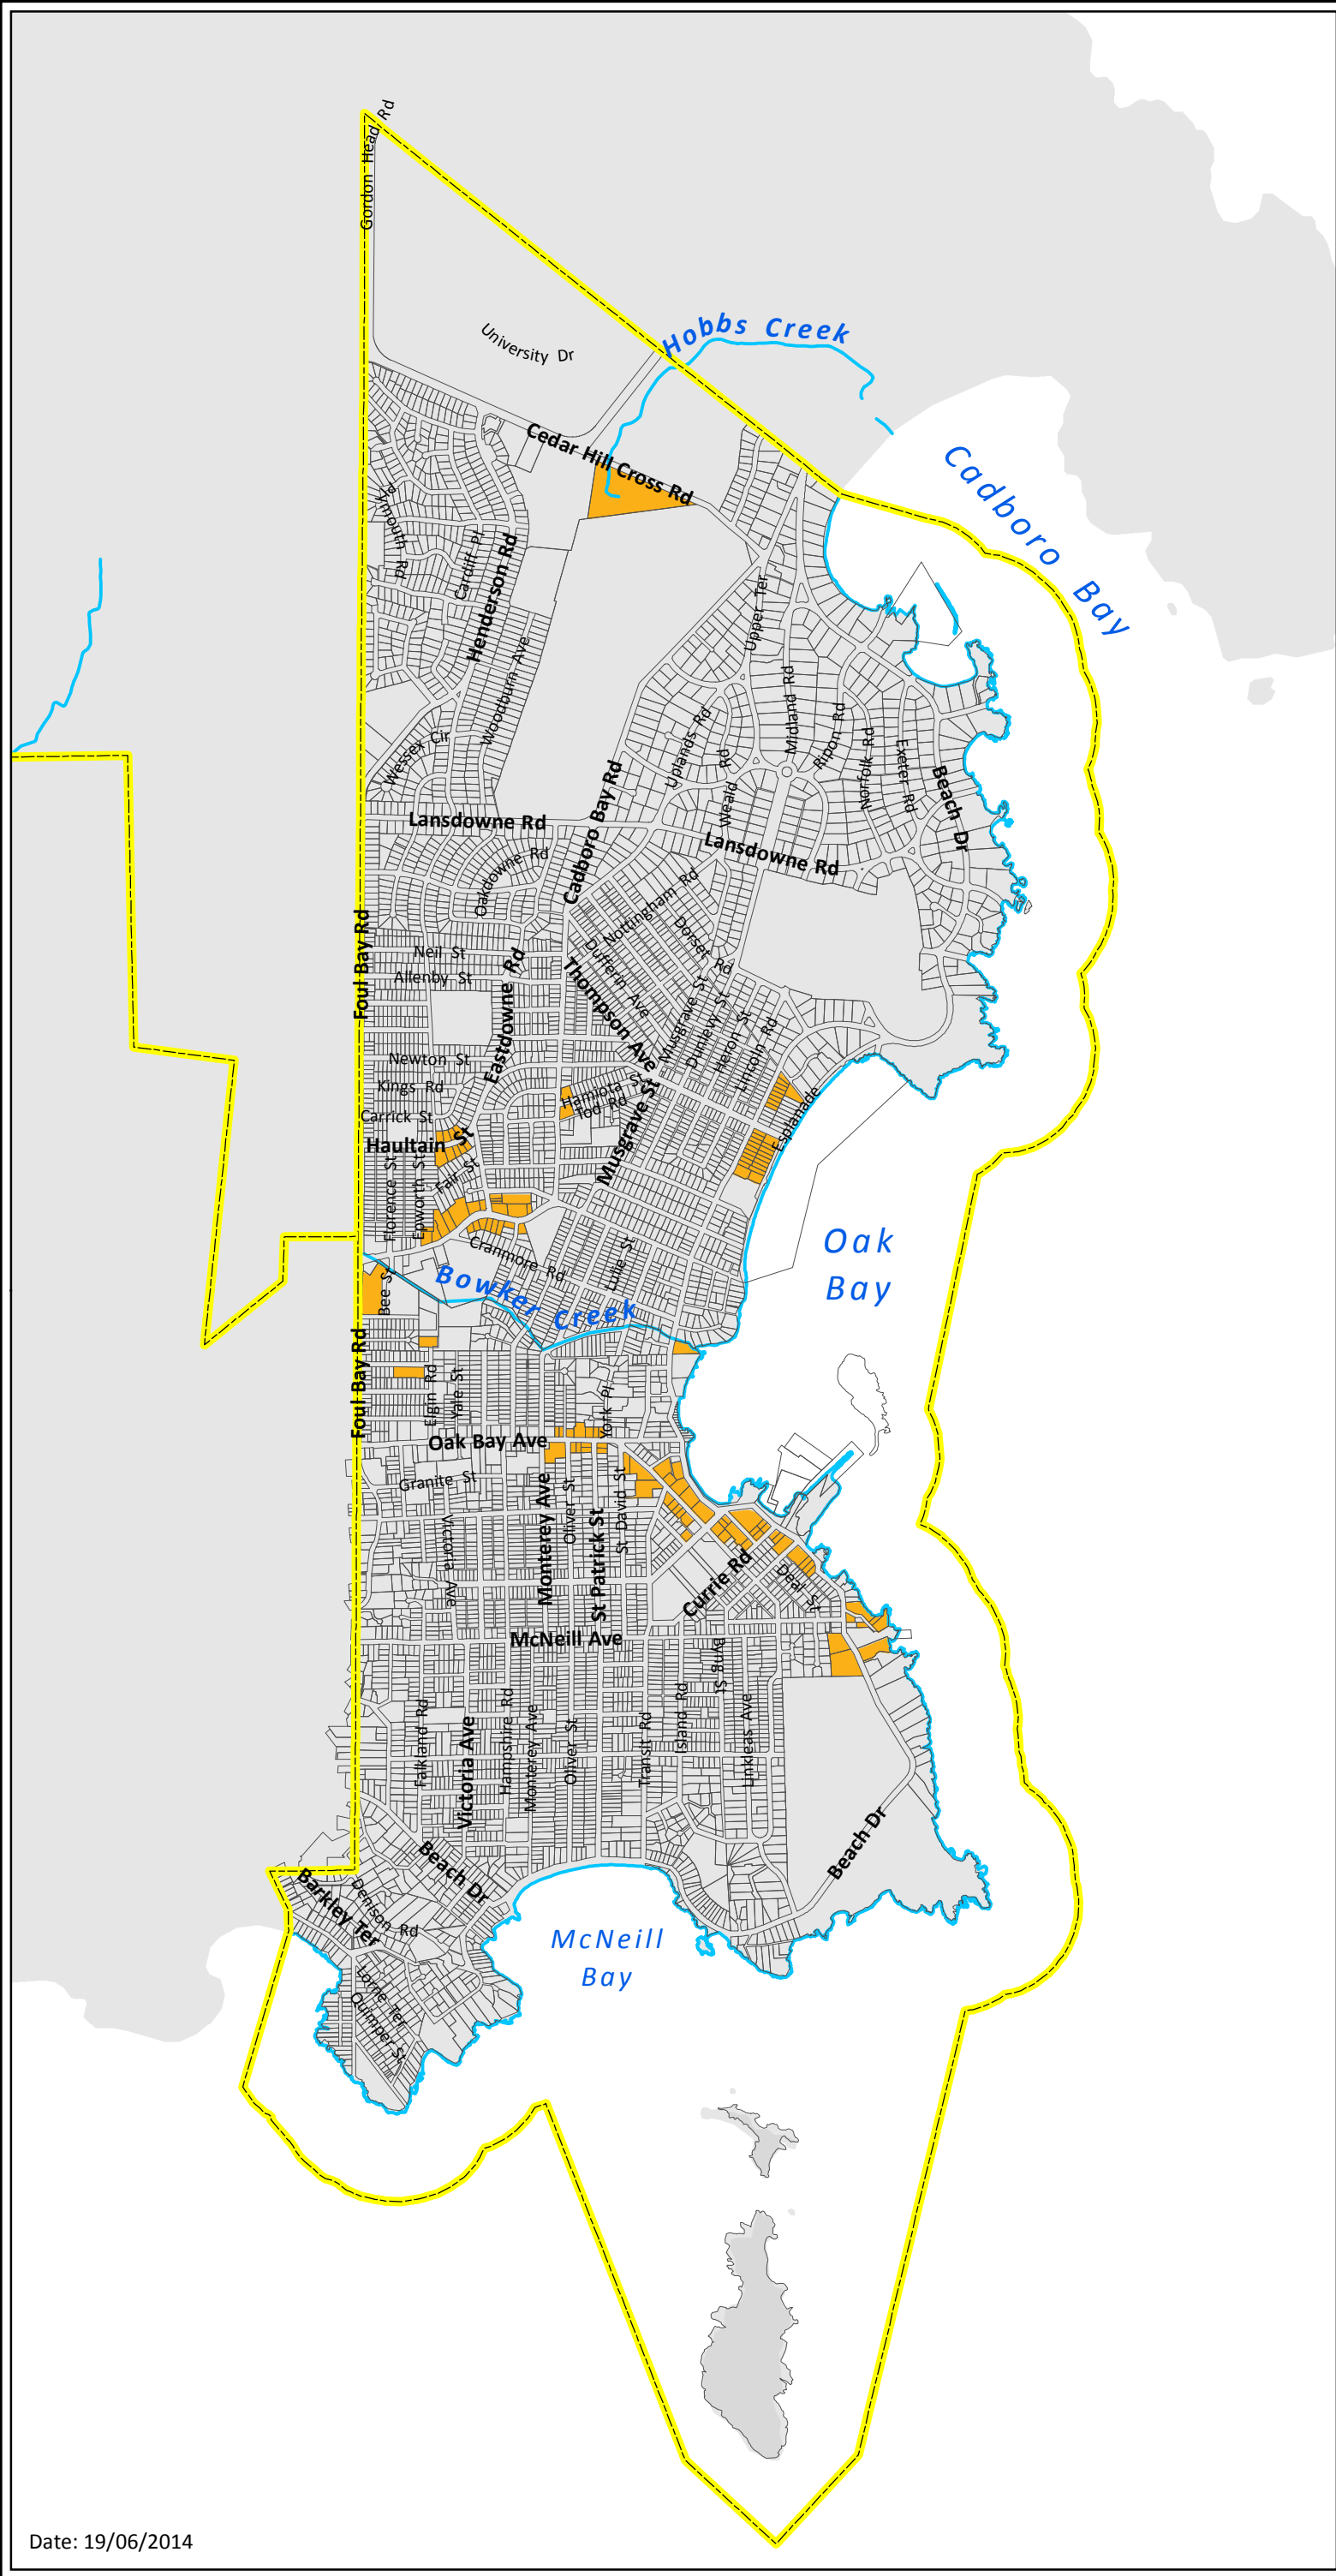 Gordon Head Rd
University Dr
Hobbs Creek
Cedar Hill Cross Rd
Cadboro Bay
Plymouth Rd
Cardiff Pl
Henderson Rd
Upper Ter
Woodburn Ave
Wessex Cir
Uplands Rd
Midland Rd
Ripon Rd
Weald Rd
Norfolk Rd
Exeter Rd
Beach Dr
Lansdowne Rd
Cadboro Bay Rd
Lansdowne Rd
Oakdowne Rd
Nottingham Rd
Dorset Rd
Foul Bay Rd
Neil St
Allenby St
Dufferin Ave
Thompson Ave
Eastdowne Rd
Musgrave St
Dunlevy St
Heron St
Lincoln Rd
Newton St
Kings Rd
Hamiota St
Tod Rd
Carrick St
Haultain St
Musgrave St
Esplanade
Florence St
Epworth St
Fair St
Cranmore Rd
Lulie St
Oak
Bay
Bee St
Bowker Creek
Foul Bay Rd
Elgin Rd
Yale St
York Pl
Oak Bay Ave
Granite St
Victoria Ave
Monterey Ave
Oliver St
St Patrick St
St David St
Currie Rd
Deal St
McNeill Ave
Byng St
Falkland Rd
Victoria Ave
Hampshire Rd
Monterey Ave
Oliver St
Transit Rd
Island Rd
Linkleas Ave
Beach Dr
Beach Dr
Barkley Ter
Denison Rd
McNeill
Bay
Lorne Ter
Quimper St
Date: 19/06/2014